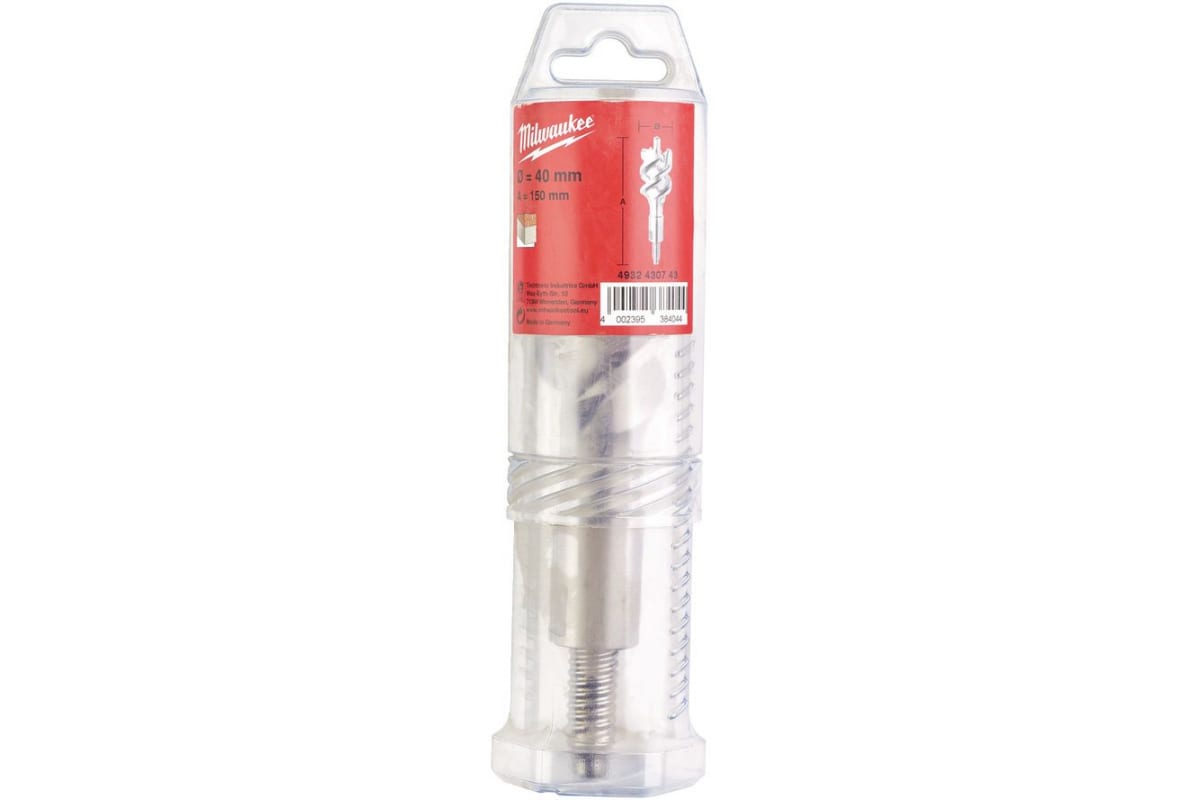 Milwaukee
Ø = 40 mm
A = 150 mm
Ø
A
4932 4307 43
Techtronic Industries GmbH
Max-Eyth-Str. 10
71364 Winnenden, Germany
www.milwaukeetool.eu
Made in Germany
4 002395 384044